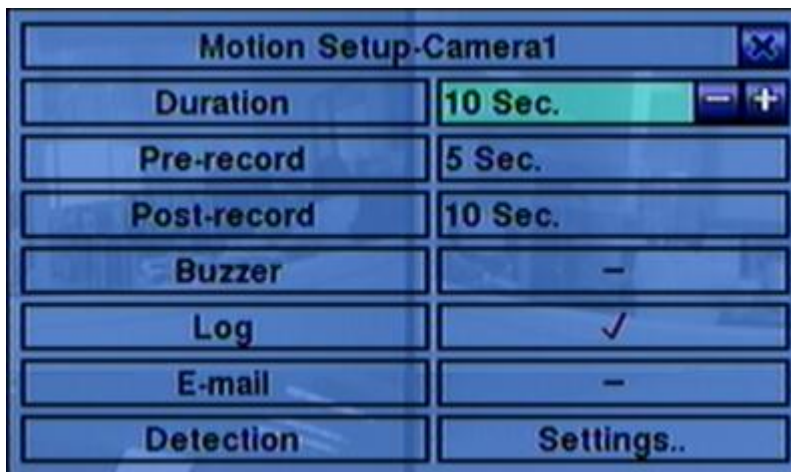 Motion Setup-Camera1
Duration 10 Sec.
Pre-record 5 Sec.
Post-record 10 Sec.
Buzzer –
Log ✓
E-mail –
Detection Settings..